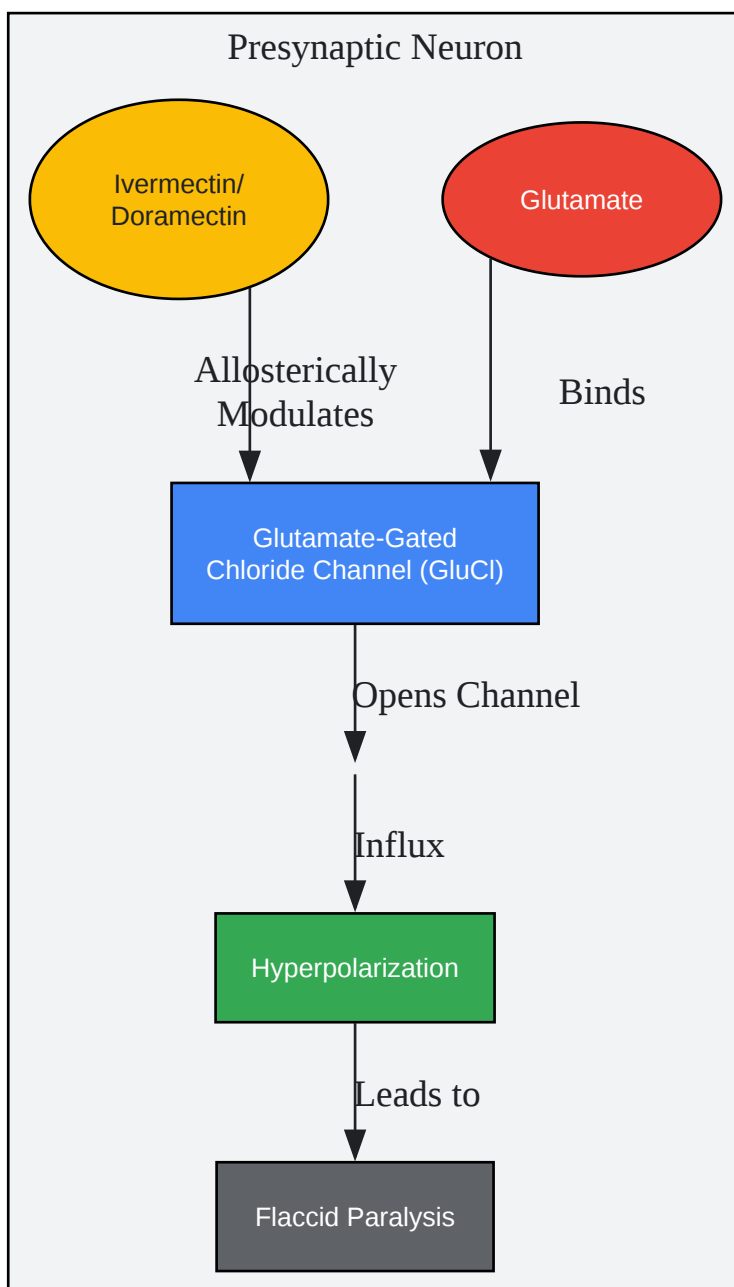 Presynaptic Neuron
Ivermectin/
Doramectin
Glutamate
Allosterically
Modulates
Binds
Glutamate-Gated
Chloride Channel (GluCl)
Opens Channel
Influx
Hyperpolarization
Leads to
Flaccid Paralysis